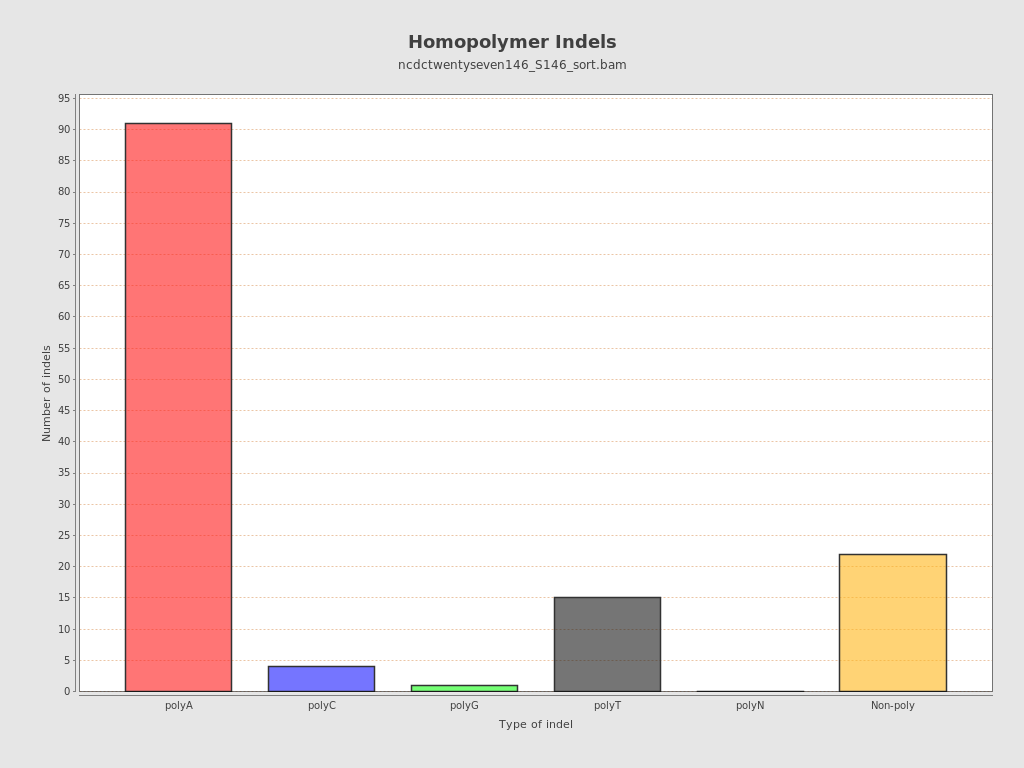 Homopolymer Indels
ncdctwentyseven146_S146_sort.bam
95
90
85
80
75
70
65
60
55
50
45
40
35
30
25
20
15
10
5
0
Number of indels
polyA
polyC
polyG
polyT
polyN
Non-poly
Type of indel